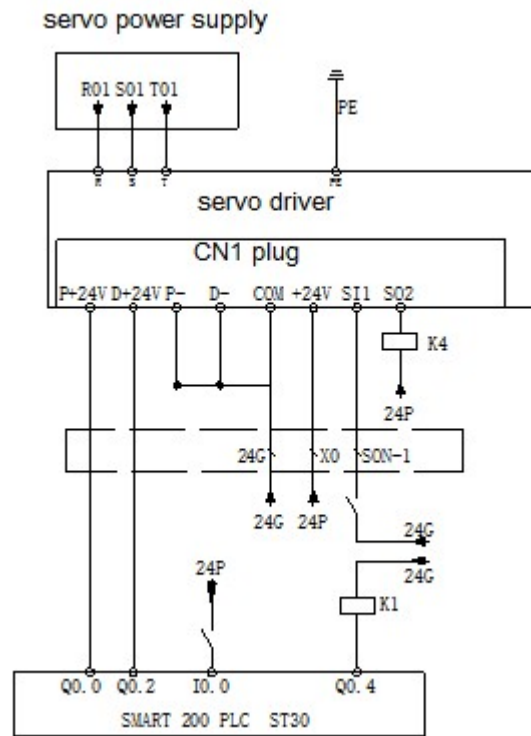 servo power supply
R01 S01 T01
PE
R S T PE
servo driver
CN1 plug
P+24V D+24V P- D- COM +24V SI1 SO2
K4
24P
24G X0 SON-1
24G 24P
24G
24P 24G
K1
Q0.0 Q0.2 I0.0 Q0.4
SMART 200 PLC ST30